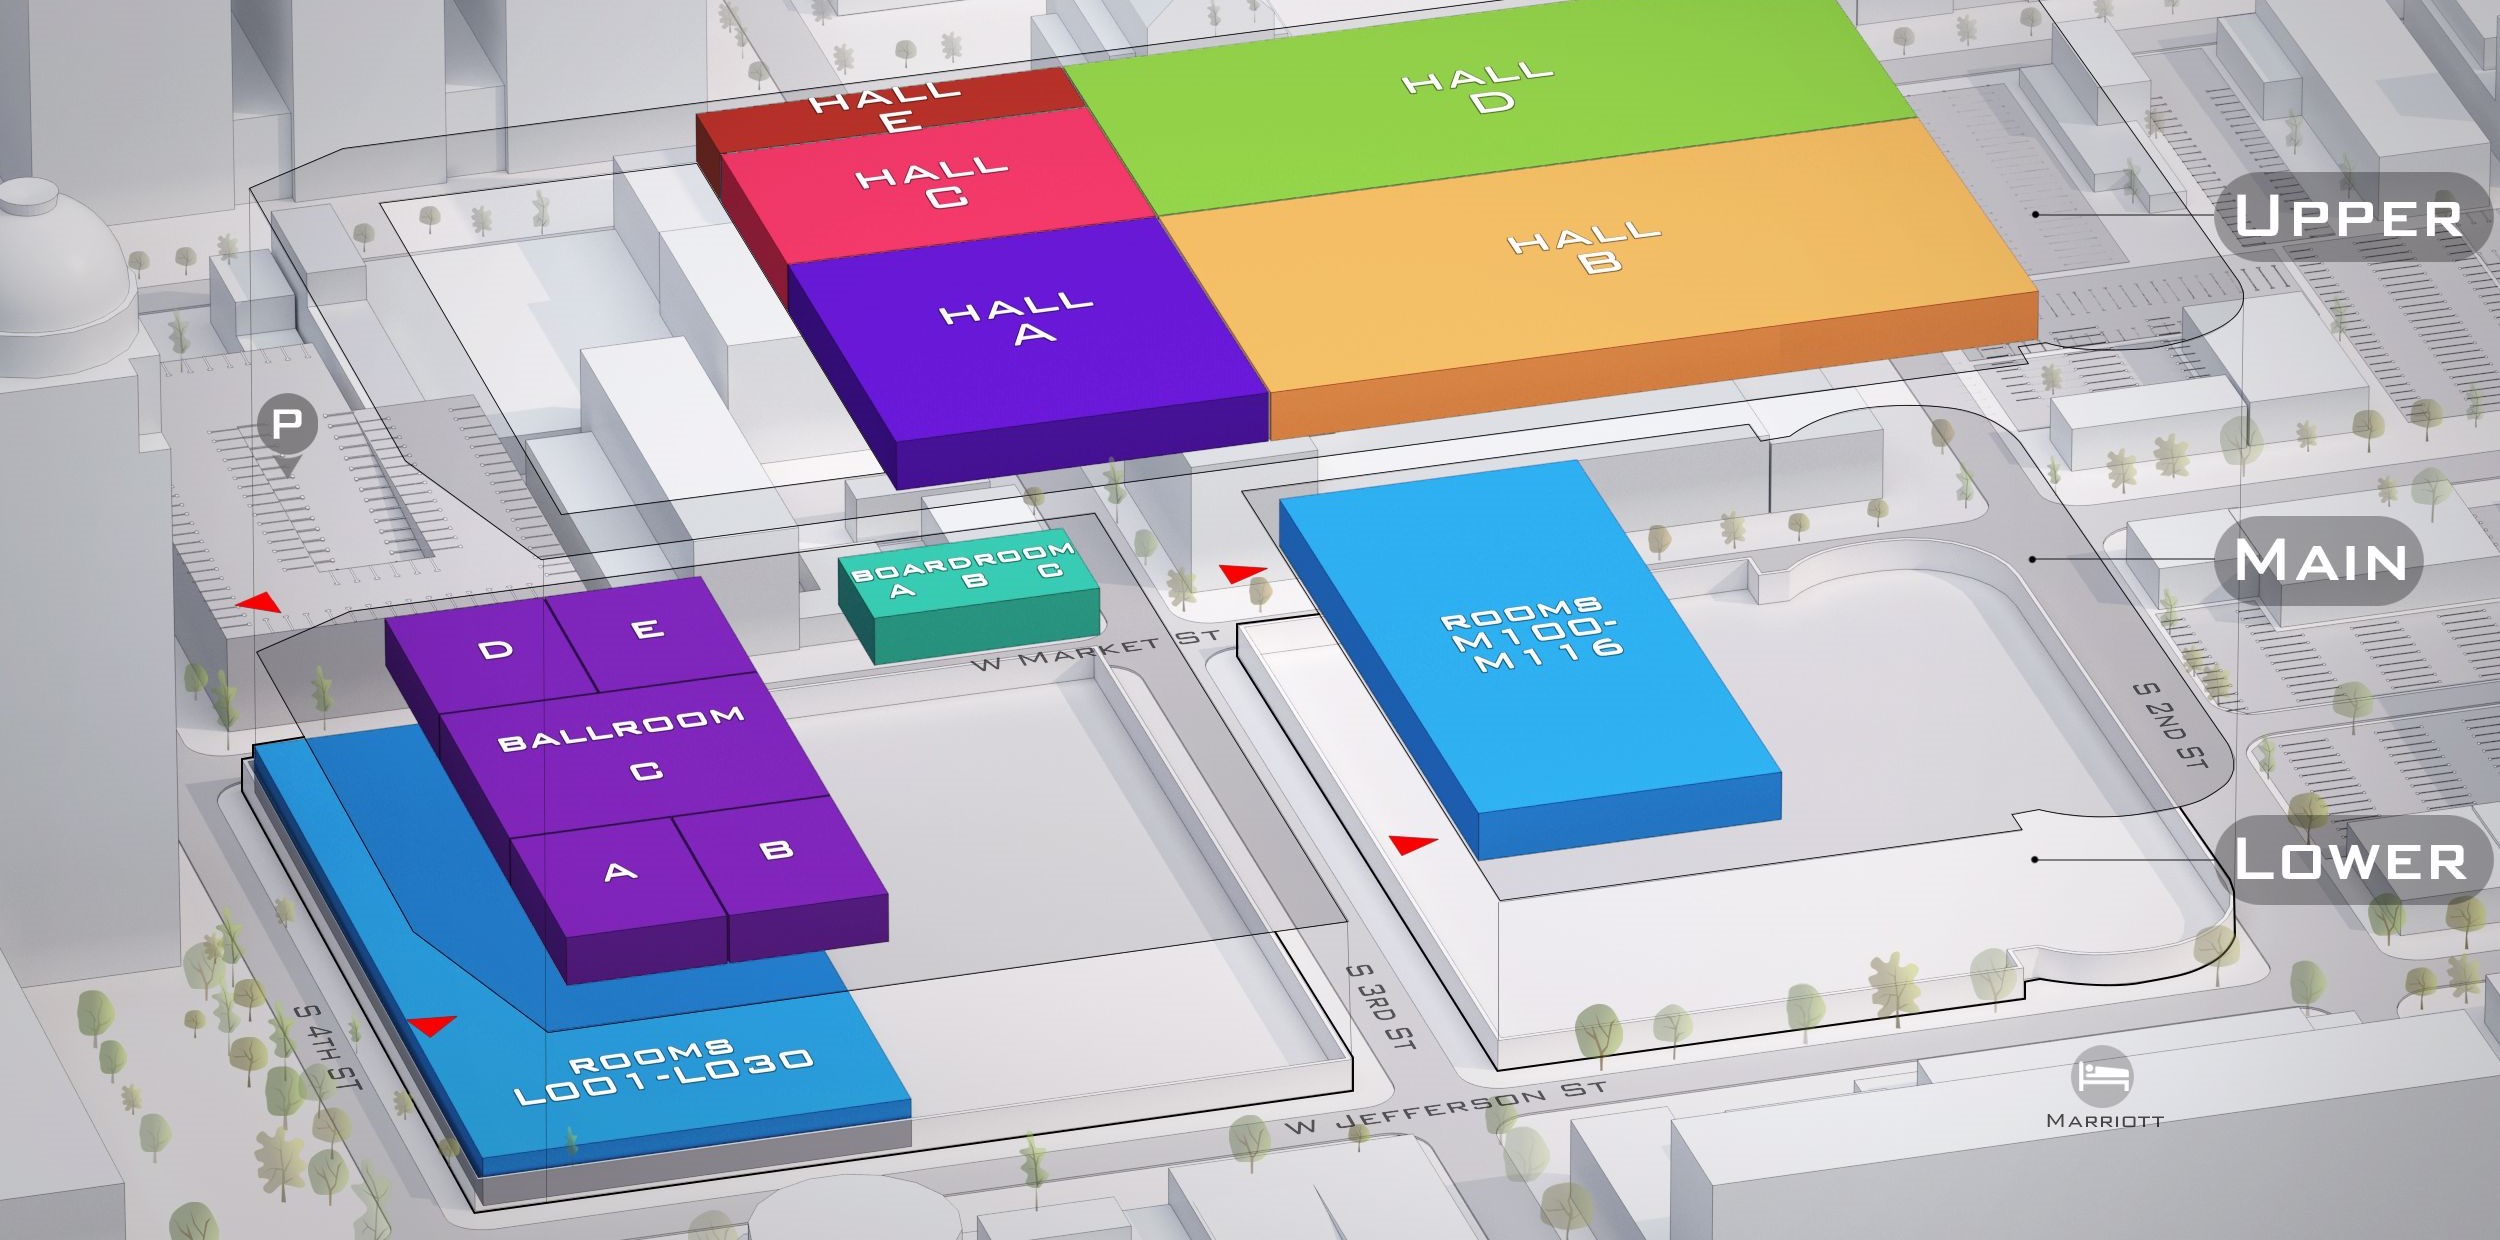 HALL
E
HALL
D
HALL
C
HALL
B
HALL
A
UPPER
P
BOARDROOM
A B C
MAIN
ROOMS
M100-
M116
D
E
W MARKET ST
BALLROOM
C
S 2ND ST
A
B
LOWER
S 3RD ST
S 4TH ST
ROOMS
L001-L030
W JEFFERSON ST
MARRIOTT